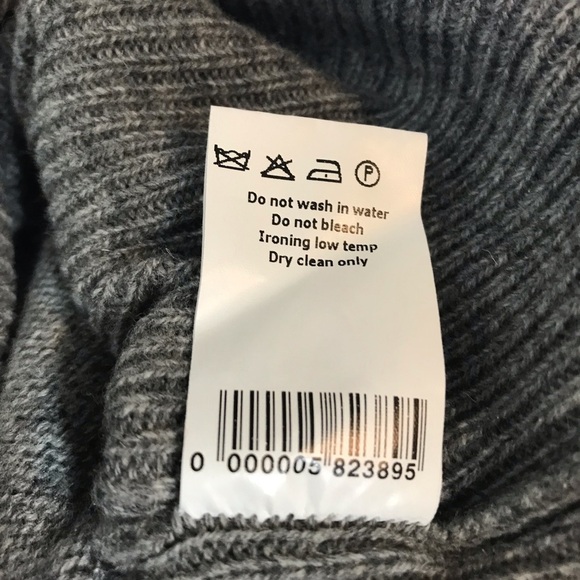 P
Do not wash in water
Do not bleach
Ironing low temp
Dry clean only
0 000005 823895